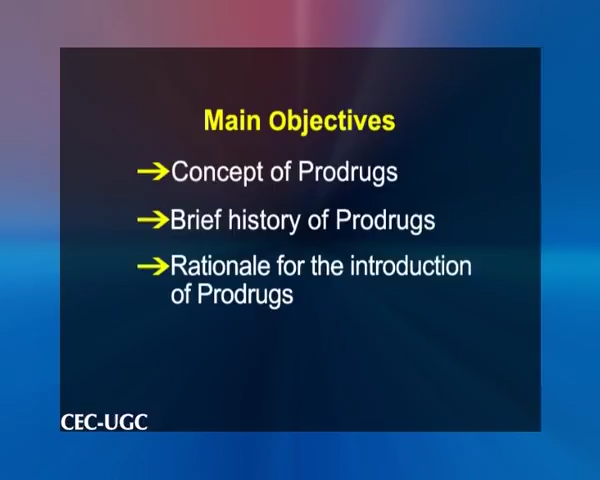 Main Objectives
Concept of Prodrugs
Brief history of Prodrugs
Rationale for the introduction
of Prodrugs
CEC-UGC